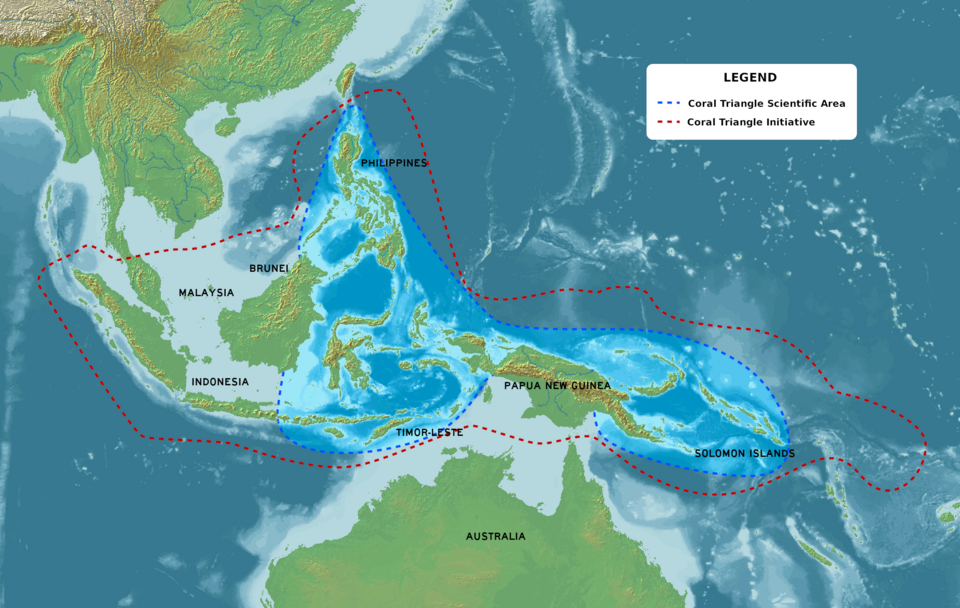 LEGEND
Coral Triangle Scientific Area
Coral Triangle Initiative
PHILIPPINES
BRUNEI
MALAYSIA
INDONESIA
PAPUA NEW GUINEA
TIMOR-LESTE
SOLOMON ISLANDS
AUSTRALIA